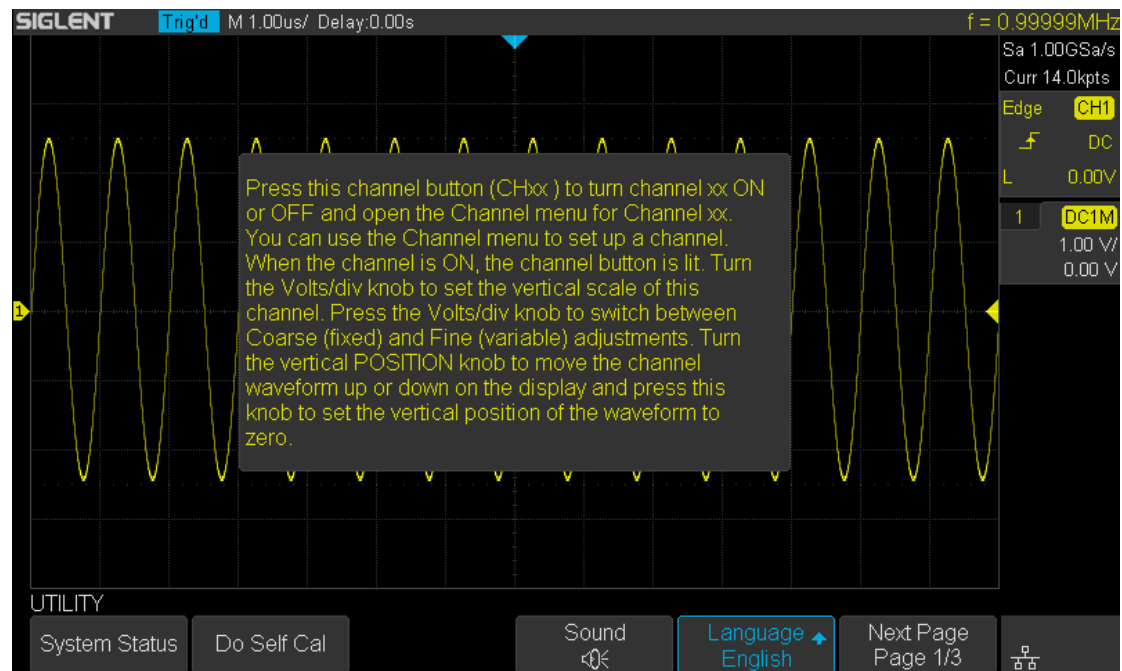 SIGLENT Trig'd M 1.00us/ Delay:0.00s f = 0.99999MHz
Sa 1.00GSa/s
Curr 14.0kpts
Edge CH1
DC
L 0.00V
1 DC1M
1.00 V/
0.00 V
Press this channel button (CHxx ) to turn channel xx ON
or OFF and open the Channel menu for Channel xx.
You can use the Channel menu to set up a channel.
When the channel is ON, the channel button is lit. Turn
the Volts/div knob to set the vertical scale of this
channel. Press the Volts/div knob to switch between
Coarse (fixed) and Fine (variable) adjustments. Turn
the vertical POSITION knob to move the channel
waveform up or down on the display and press this
knob to set the vertical position of the waveform to
zero.
1
UTILITY
System Status
Do Self Cal
Sound
Language
English
Next Page
Page 1/3